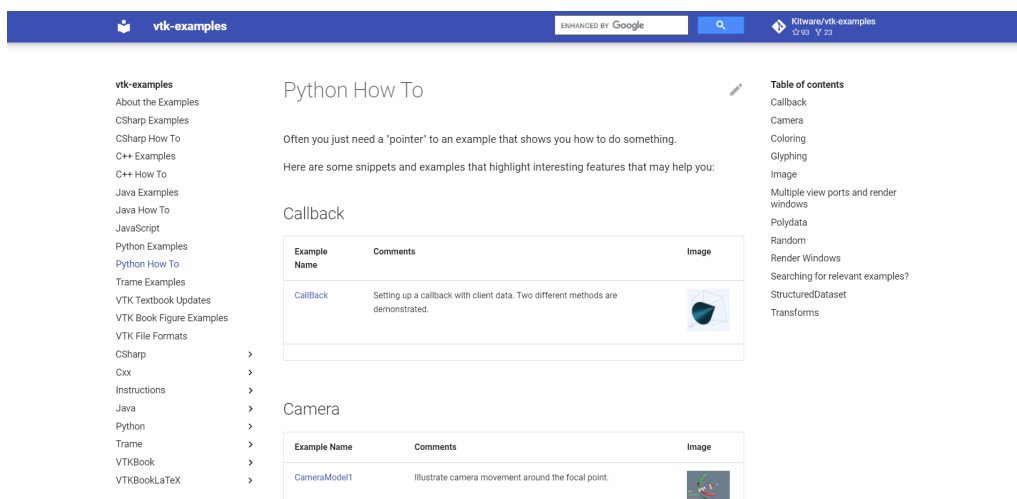 vtk-examples
ENHANCED BY Google
Kitware/vtk-examples
93 23
vtk-examples
About the Examples
CSharp Examples
CSharp How To
C++ Examples
C++ How To
Java Examples
Java How To
JavaScript
Python Examples
Python How To
Trame Examples
VTK Textbook Updates
VTK Book Figure Examples
VTK File Formats
CSharp
Cxx
Instructions
Java
Python
Trame
VTKBook
VTKBookLaTeX
Python How To
Often you just need a "pointer" to an example that shows you how to do something.
Here are some snippets and examples that highlight interesting features that may help you:
Callback
Example
Name
Comments
Image
CallBack
Setting up a callback with client data. Two different methods are
demonstrated.
Camera
Example Name
Comments
Image
CameraModel1
Illustrate camera movement around the focal point.
Table of contents
Callback
Camera
Coloring
Glyphing
Image
Multiple view ports and render
windows
Polydata
Random
Render Windows
Searching for relevant examples?
StructuredDataset
Transforms